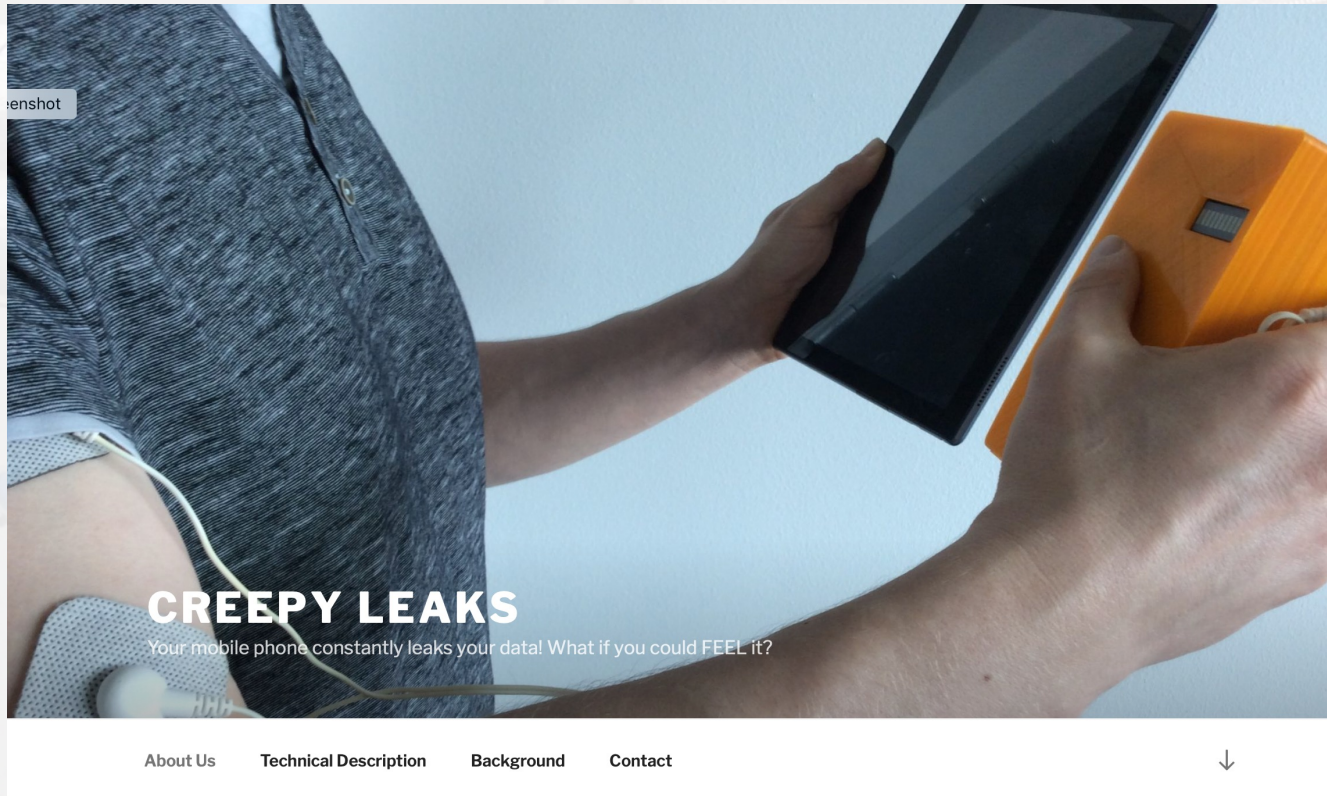 eenshot
CREEPY LEAKS
Your mobile phone constantly leaks your data! What if you could FEEL it?
About Us
Technical Description
Background
Contact